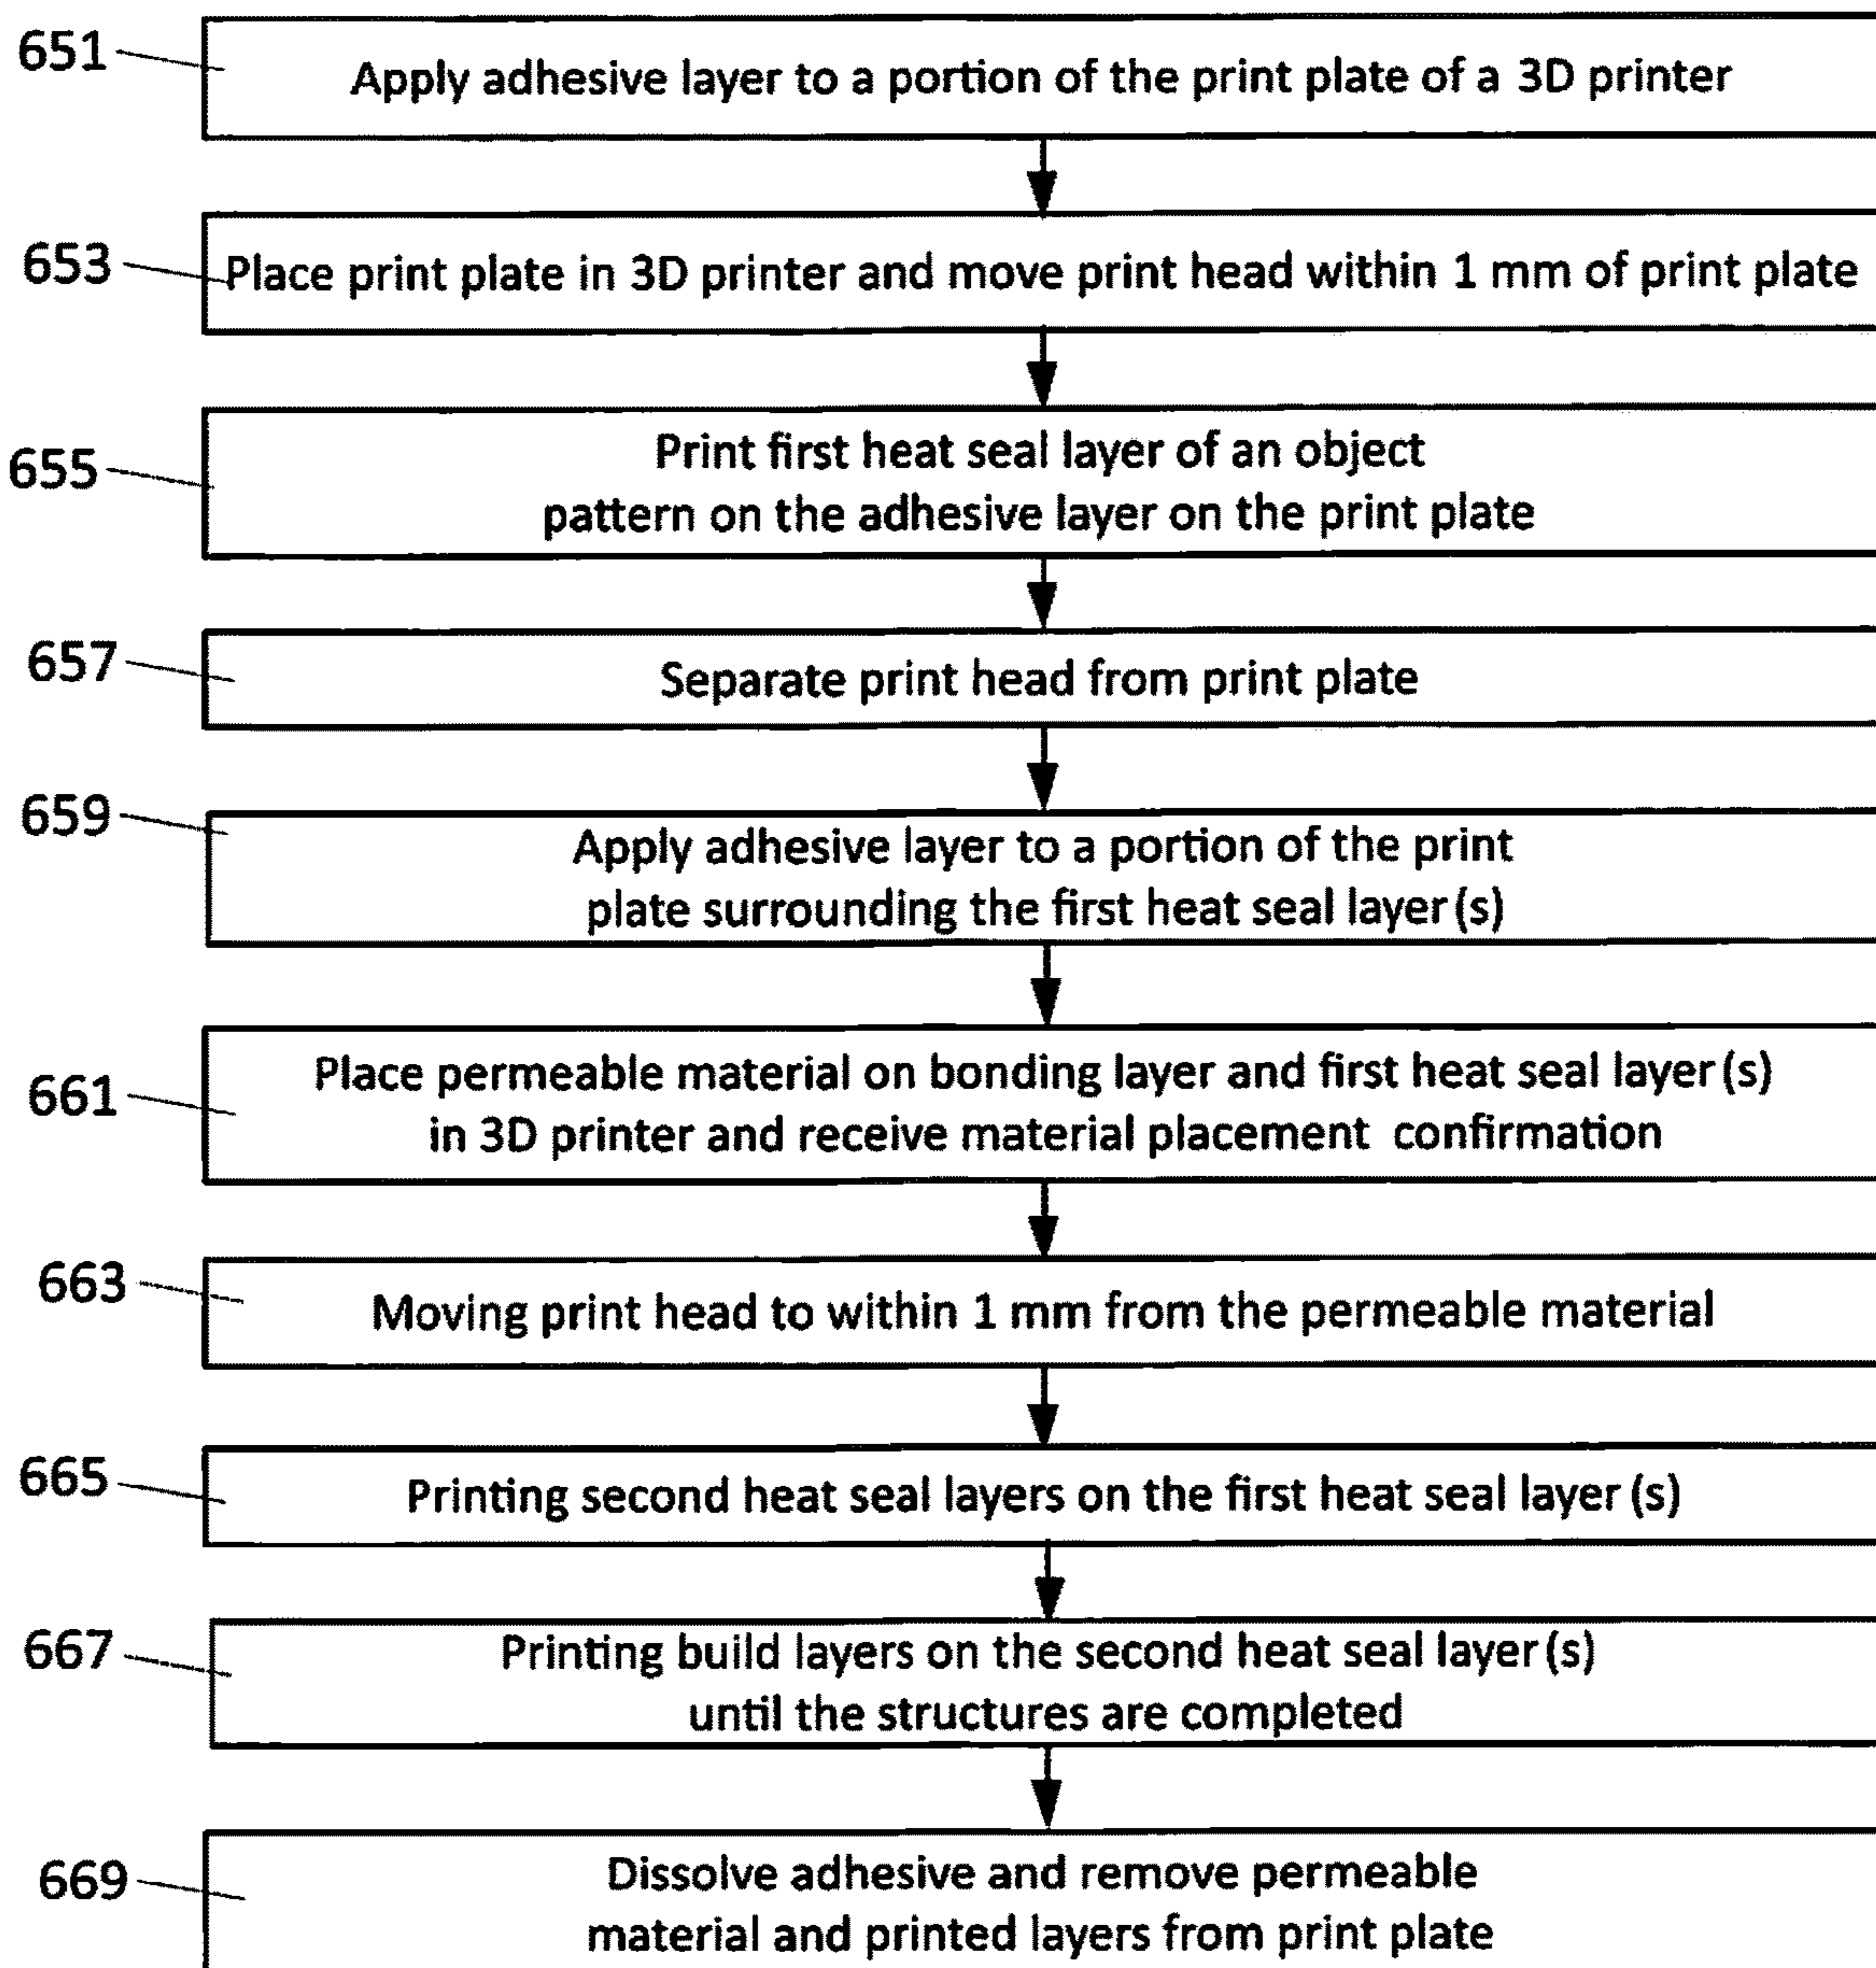 651
Apply adhesive layer to a portion of the print plate of a 3D printer
653
Place print plate in 3D printer and move print head within 1 mm of print plate
655
Print first heat seal layer of an object
pattern on the adhesive layer on the print plate
657
Separate print head from print plate
659
Apply adhesive layer to a portion of the print
plate surrounding the first heat seal layer(s)
661
Place permeable material on bonding layer and first heat seal layer(s)
in 3D printer and receive material placement confirmation
663
Moving print head to within 1 mm from the permeable material
665
Printing second heat seal layers on the first heat seal layer(s)
667
Printing build layers on the second heat seal layer(s)
until the structures are completed
669
Dissolve adhesive and remove permeable
material and printed layers from print plate